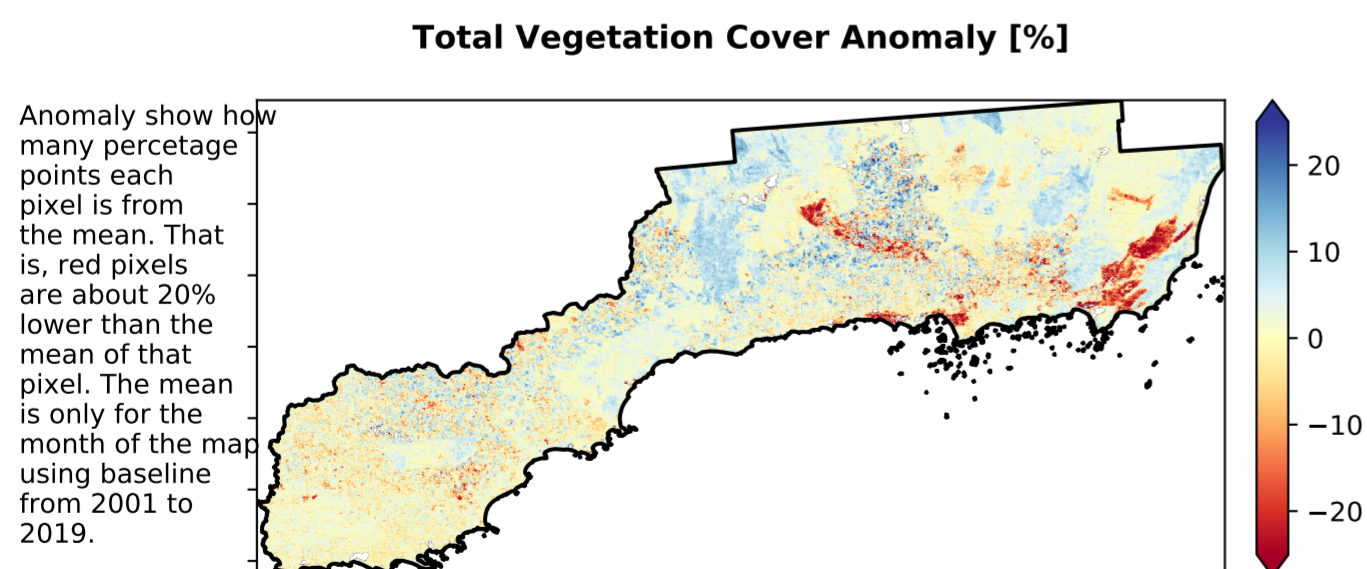 Total Vegetation Cover Anomaly [%]
Anomaly show how
many percetage
points each
pixel is from
the mean. That
is, red pixels
are about 20%
lower than the
mean of that
pixel. The mean
is only for the
month of the map
using baseline
from 2001 to
2019.
20
10
0
−10
−20